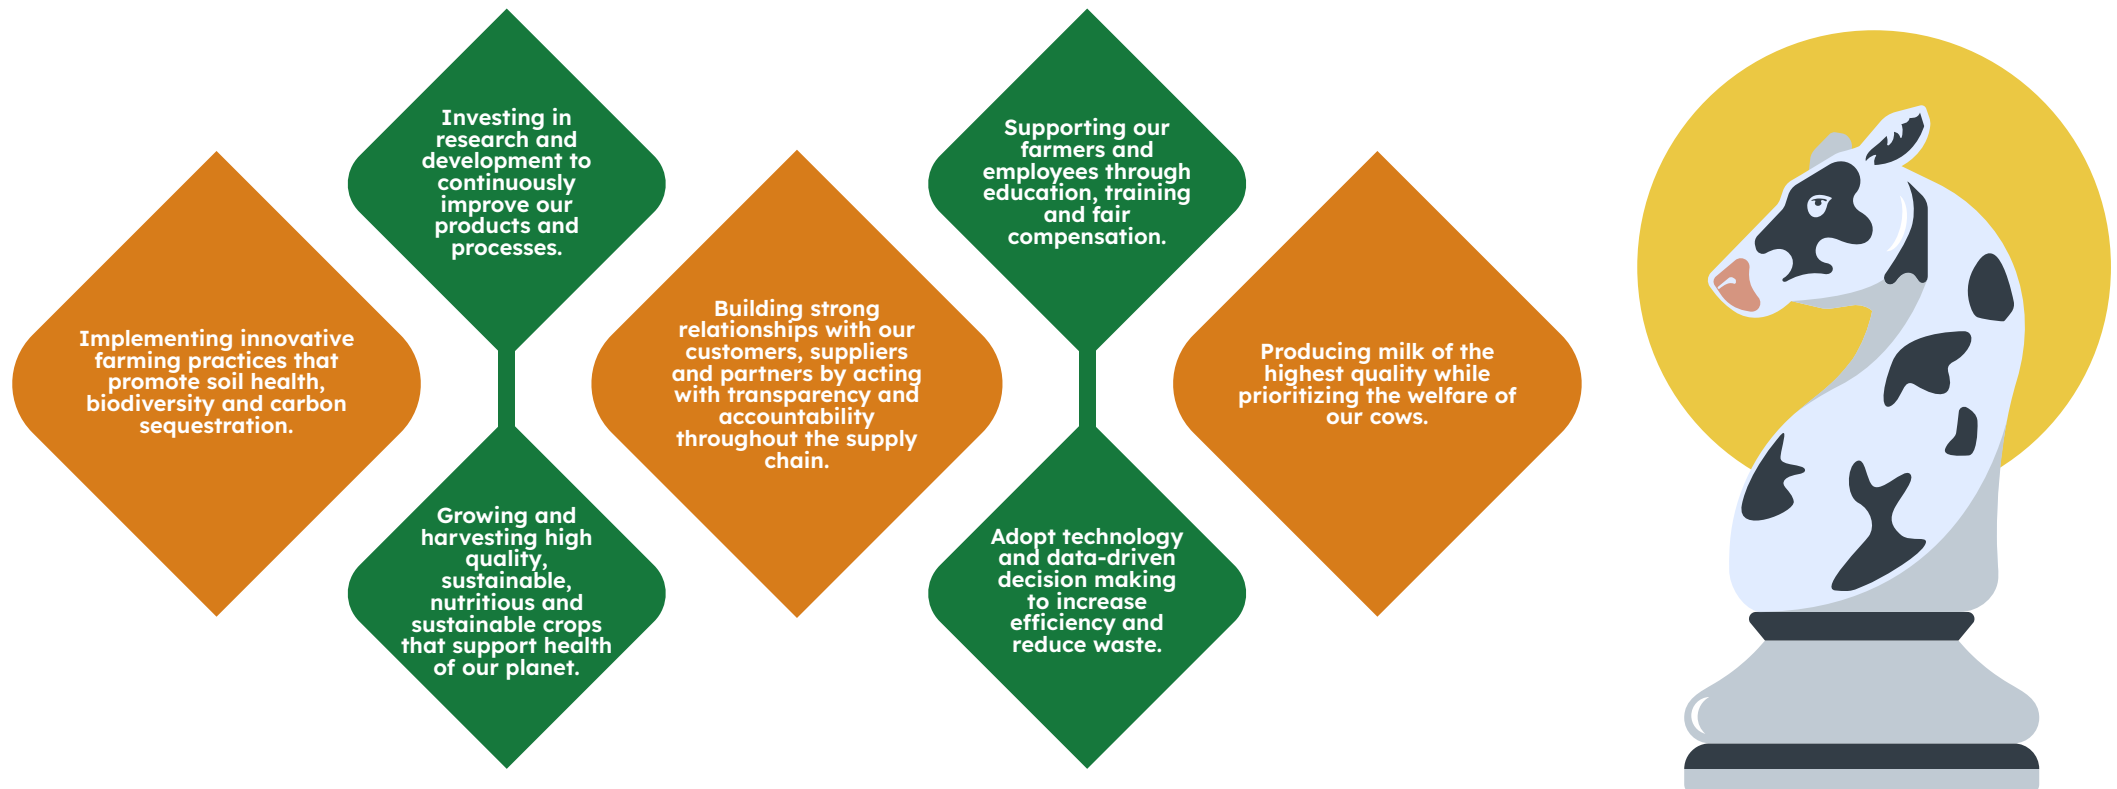 Implementing innovative
farming practices that
promote soil health,
biodiversity and carbon
sequestration.
Investing in
research and
development to
continuously
improve our
products and
processes.
Growing and
harvesting high
quality,
sustainable,
nutritious and
sustainable crops
that support health
of our planet.
Building strong
relationships with our
customers, suppliers
and partners by acting
with transparency and
accountability
throughout the supply
chain.
Supporting our
farmers and
employees through
education, training
and fair
compensation.
Adopt technology
and data-driven
decision making
to increase
efficiency and
reduce waste.
Producing milk of the
highest quality while
prioritizing the welfare of
our cows.